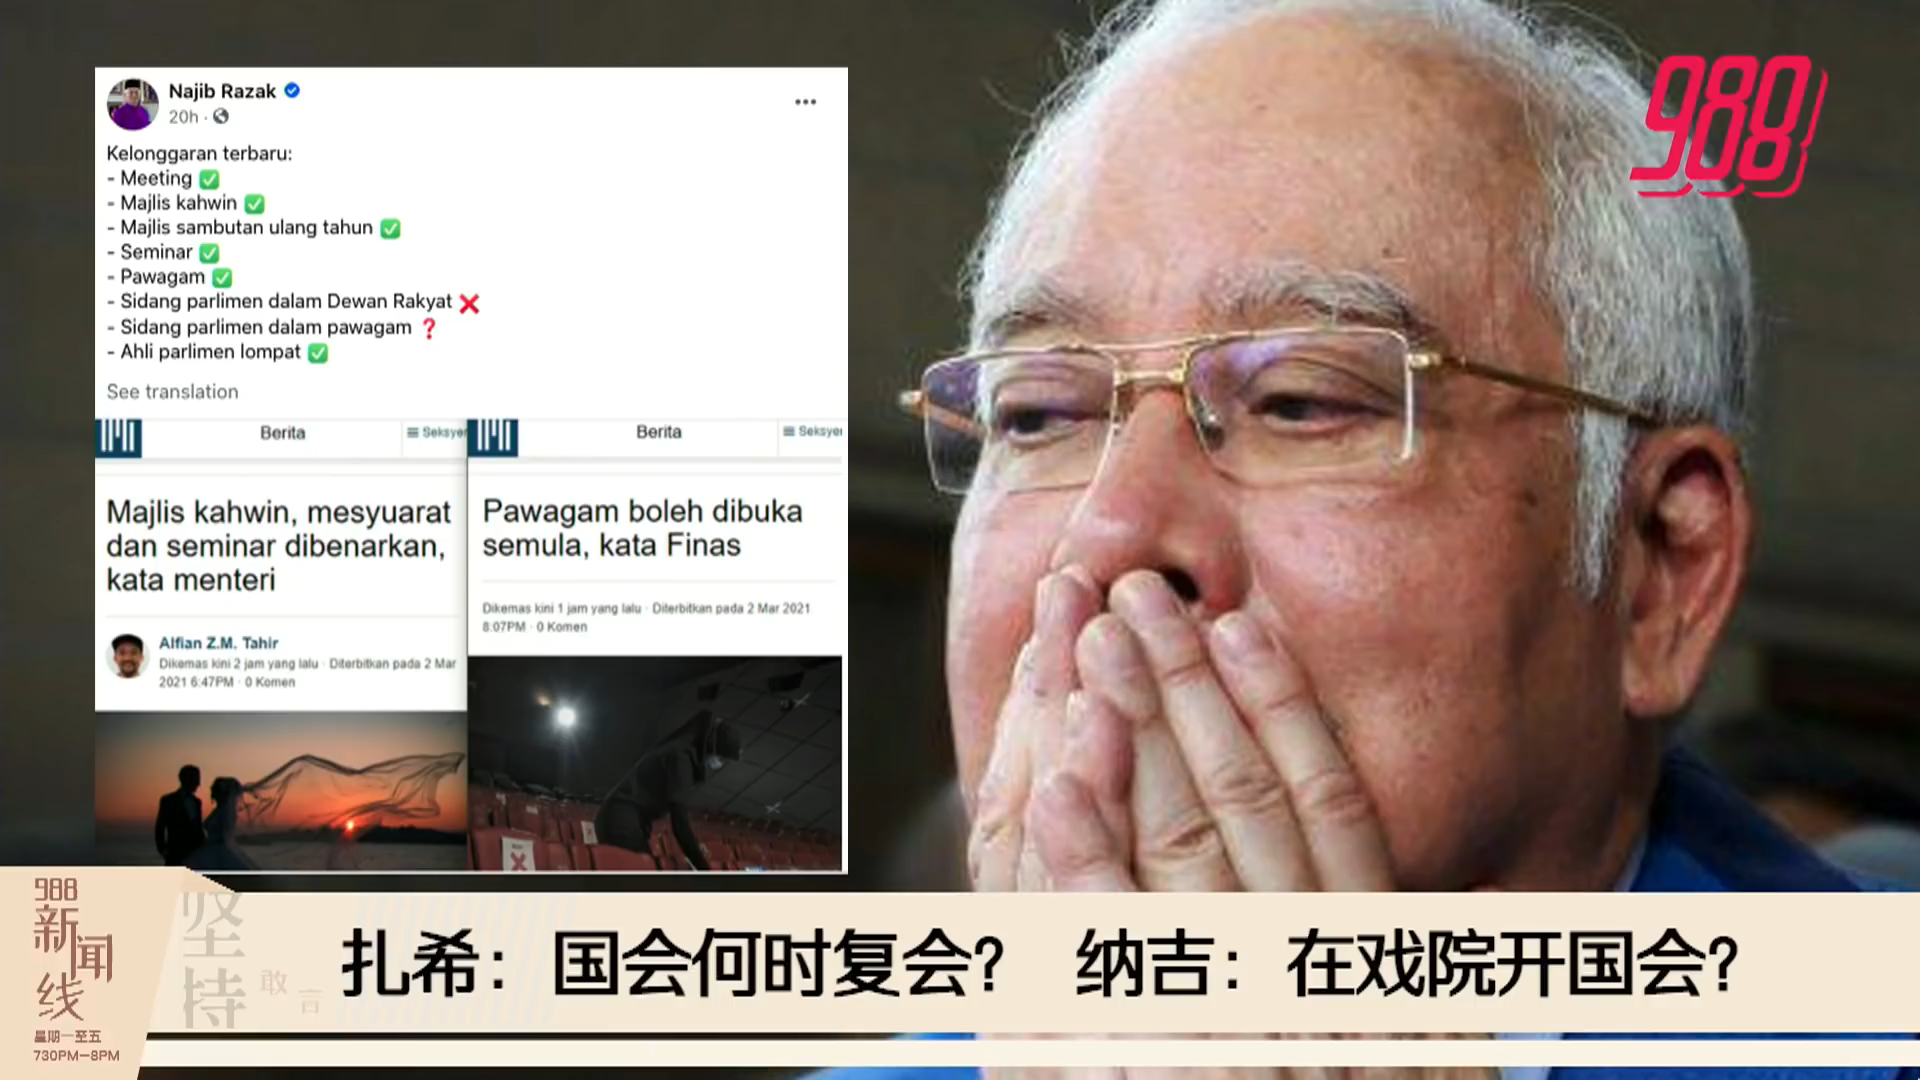 Najib Razak
20h ·
Kelonggaran terbaru:
- Meeting ✅
- Majlis kahwin ✅
- Majlis sambutan ulang tahun ✅
- Seminar ✅
- Pawagam ✅
- Sidang parlimen dalam Dewan Rakyat ❌
- Sidang parlimen dalam pawagam ❓
- Ahli parlimen lompat ✅
See translation
Berita
Seksyen
Majlis kahwin, mesyuarat
dan seminar dibenarkan,
kata menteri
Alfian Z.M. Tahir
Dikemas kini 2 jam yang lalu · Diterbitkan pada 2 Mar
2021 6:47PM · 0 Komen
Berita
Seksyer
Pawagam boleh dibuka
semula, kata Finas
Dikemas kini 1 jam yang lalu · Diterbitkan pada 2 Mar 2021
8:07PM · 0 Komen
988
988
新闻线
星期一至五
730PM-8PM
坚持
敢言
扎希：国会何时复会？ 纳吉：在戏院开国会？